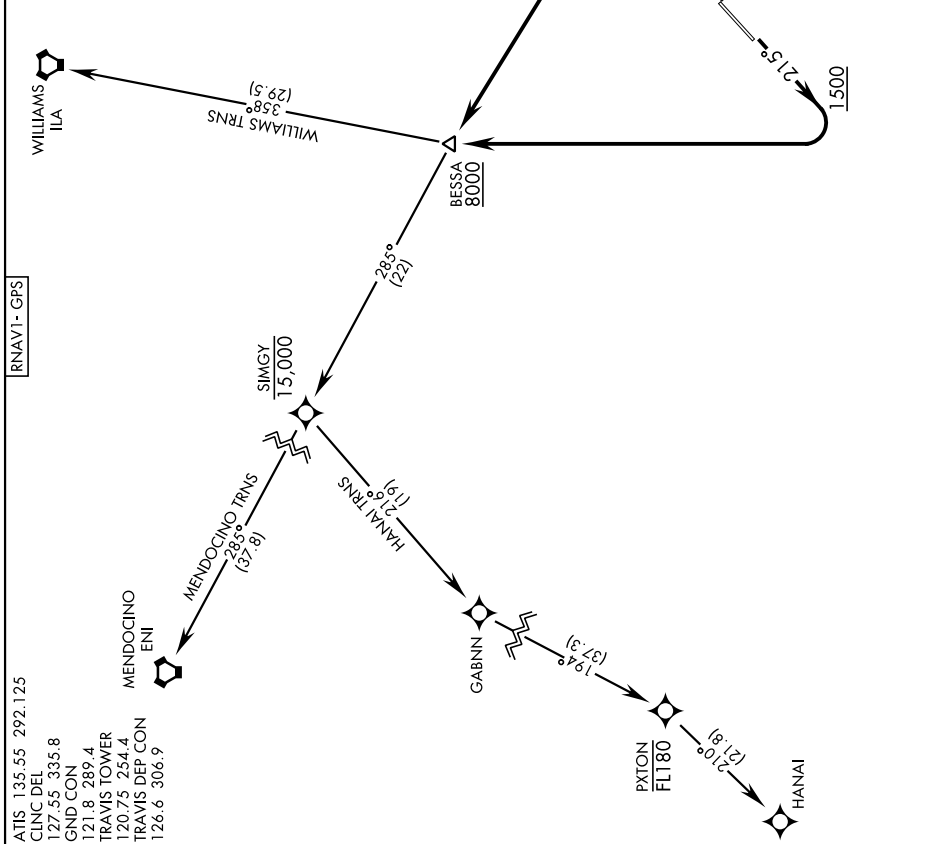 ATIS 135.55 292.125
CLNC DEL
127.55 335.8
GND CON
121.8 289.4
TRAVIS TOWER
120.75 254.4
TRAVIS DEP CON
126.6 306.9
RNAV1- GPS
WILLIAMS
ILA
WILLIAMS TRNS
358°
(29.5)
215°
1500
BESSA
8000
285°
(22)
SIMGY
15,000
MENDOCINO TRNS
285°
(37.8)
MENDOCINO
ENI
HANAI TRNS
216°
(19)
GABNN
194°
(37.3)
PXTON
FL180
210°
(21.8)
HANAI